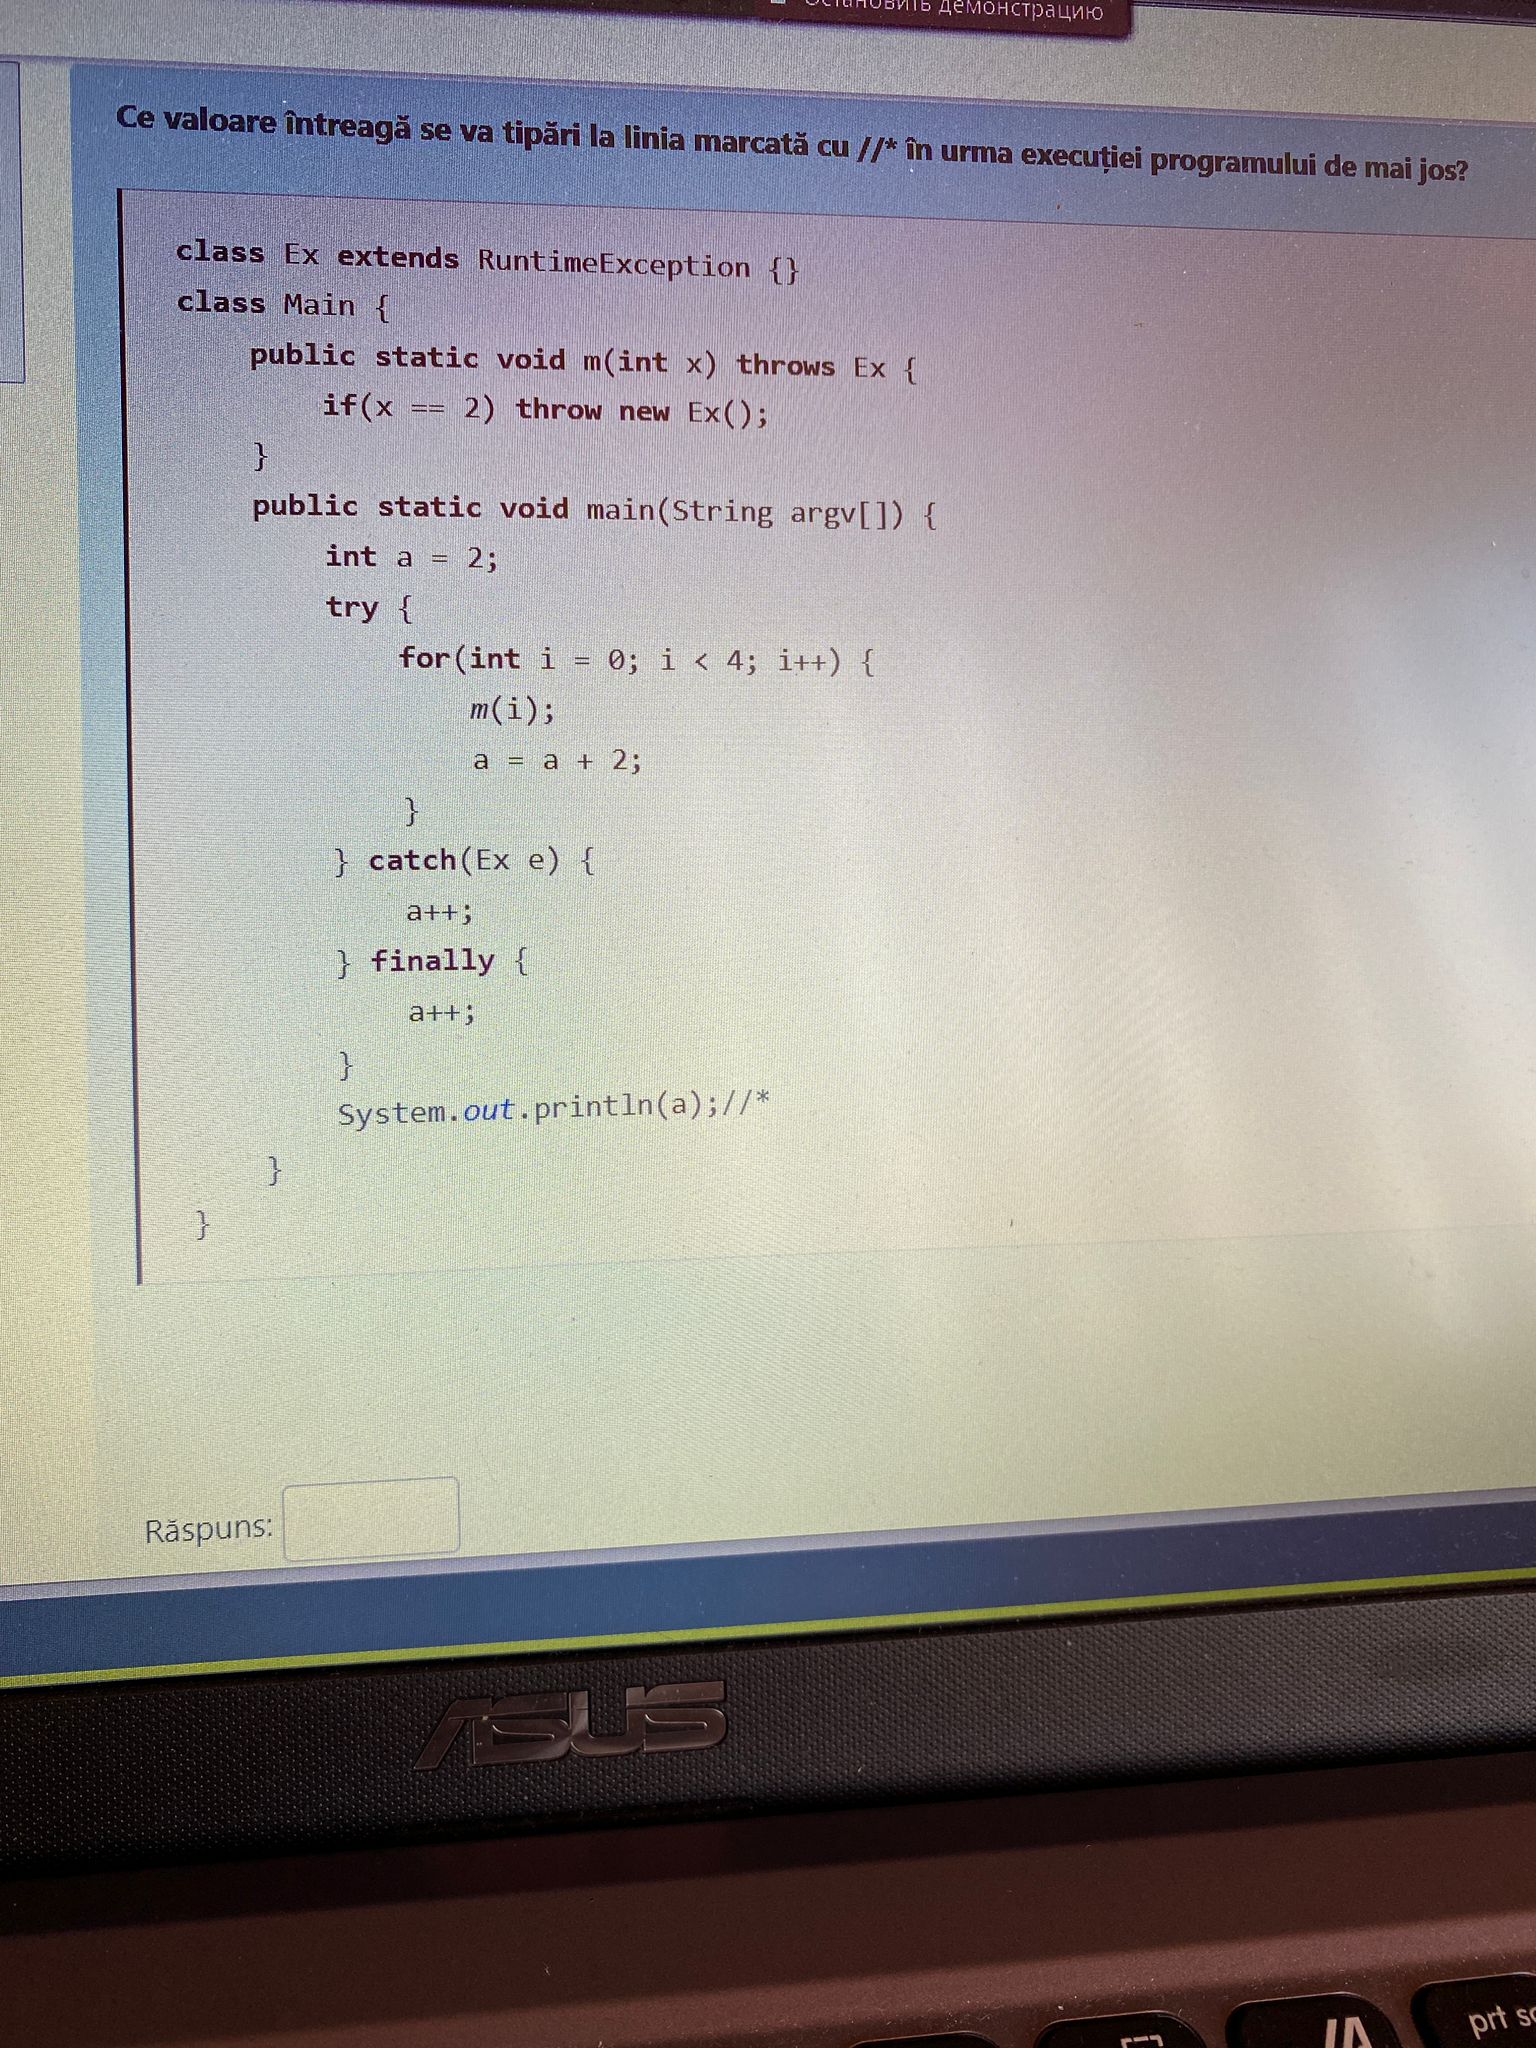 Остановить демонстрацию
Ce valoare întreagă se va tipări la linia marcată cu //* în urma execuției programului de mai jos?
class Ex extends RuntimeException {}
class Main {
public static void m(int x) throws Ex {
if(x == 2) throw new Ex();
}
public static void main(String argv[]) {
int a = 2;
try {
for(int i = 0; i < 4; i++) {
m(i);
a = a + 2;
}
} catch(Ex e) {
a++;
} finally {
a++;
}
System.out.println(a);//*
}
}
Răspuns:
ASUS
prt sc